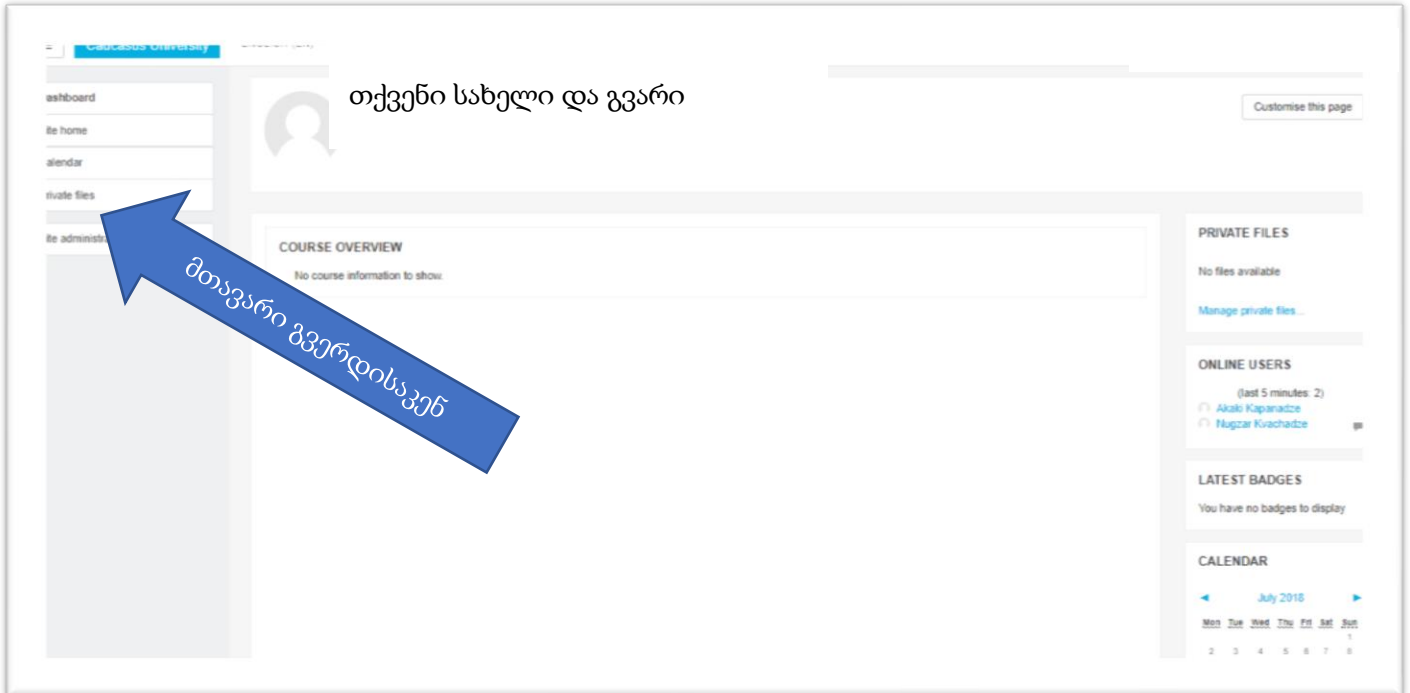 Caucasus University
ENGLISH (EN)
ashboard
ite home
alendar
rivate files
ite administra
თქვენი სახელი და გვარი
Customise this page
მთავარი გვერდისაკენ
COURSE OVERVIEW
No course information to show.
PRIVATE FILES
No files available
Manage private files...
ONLINE USERS
(last 5 minutes: 2)
Akaki Kapanadze
Nugzar Kvachadze
LATEST BADGES
You have no badges to display
CALENDAR
◄ July 2018 ►
Mon Tue Wed Thu Fri Sat Sun
1
2 3 4 5 6 7 8